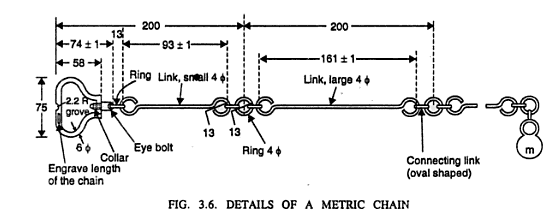 200
200
74 ± 1
13
93 ± 1
58
161 ± 1
Ring
Link, small 4 ϕ
Link, large 4 ϕ
75
2.2 R
grove
6 ϕ
13
13
Ring 4 ϕ
Eye bolt
Collar
Engrave length
of the chain
Connecting link
(oval shaped)
m
FIG. 3.6. DETAILS OF A METRIC CHAIN